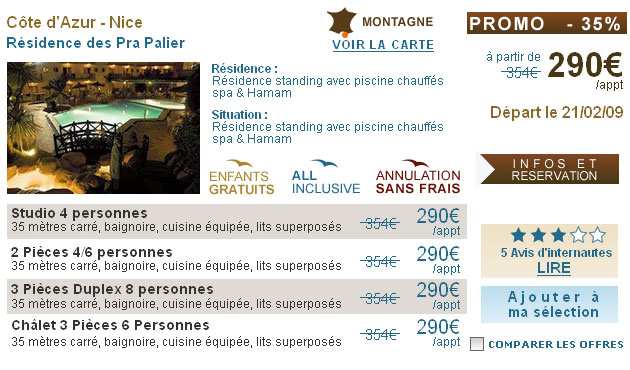 Côte d'Azur - Nice
Résidence des Pra Palier
MONTAGNE
VOIR LA CARTE
PROMO - 35%
à partir de
354€ 290€
/appt
Départ le 21/02/09
Résidence :
Résidence standing avec piscine chauffés
spa & Hamam
Situation :
Résidence standing avec piscine chauffés
spa & Hamam
ENFANTS
GRATUITS
ALL
INCLUSIVE
ANNULATION
SANS FRAIS
INFOS ET
RESERVATION
Studio 4 personnes
35 mètres carré, baignoire, cuisine équipée, lits superposés
354€ 290€
/appt
2 Pièces 4/6 personnes
35 mètres carré, baignoire, cuisine équipée, lits superposés
354€ 290€
/appt
3 Pièces Duplex 8 personnes
35 mètres carré, baignoire, cuisine équipée, lits superposés
354€ 290€
/appt
Châlet 3 Pièces 6 Personnes
35 mètres carré, baignoire, cuisine équipée, lits superposés
354€ 290€
/appt
5 Avis d'internautes
LIRE
Ajouter à
ma sélection
COMPARER LES OFFRES